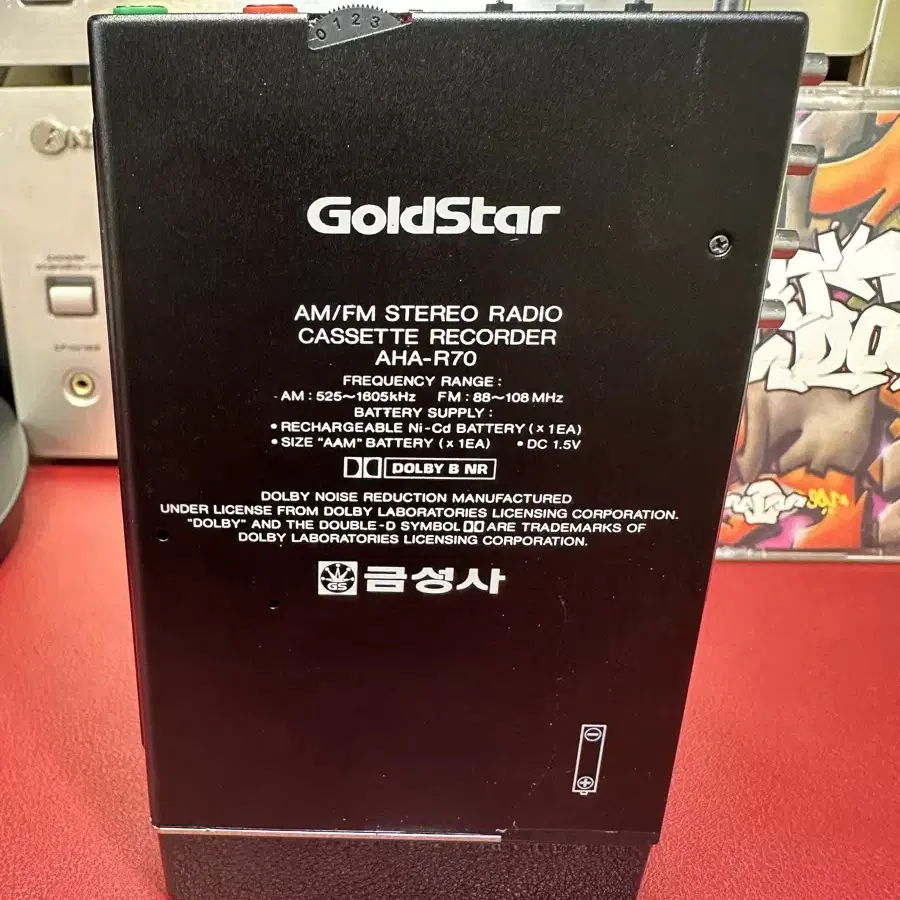 0 1 2 3
GoldStar
AM/FM STEREO RADIO
CASSETTE RECORDER
AHA-R70
FREQUENCY RANGE :
AM : 525~1605kHz FM : 88~108 MHz
BATTERY SUPPLY :
• RECHARGEABLE Ni-Cd BATTERY ( x 1EA )
• SIZE "AAM" BATTERY ( x 1EA ) • DC 1.5V
DOLBY B NR
DOLBY NOISE REDUCTION MANUFACTURED
UNDER LICENSE FROM DOLBY LABORATORIES LICENSING CORPORATION.
"DOLBY" AND THE DOUBLE-D SYMBOL ARE TRADEMARKS OF
DOLBY LABORATORIES LICENSING CORPORATION.
GS 금성사